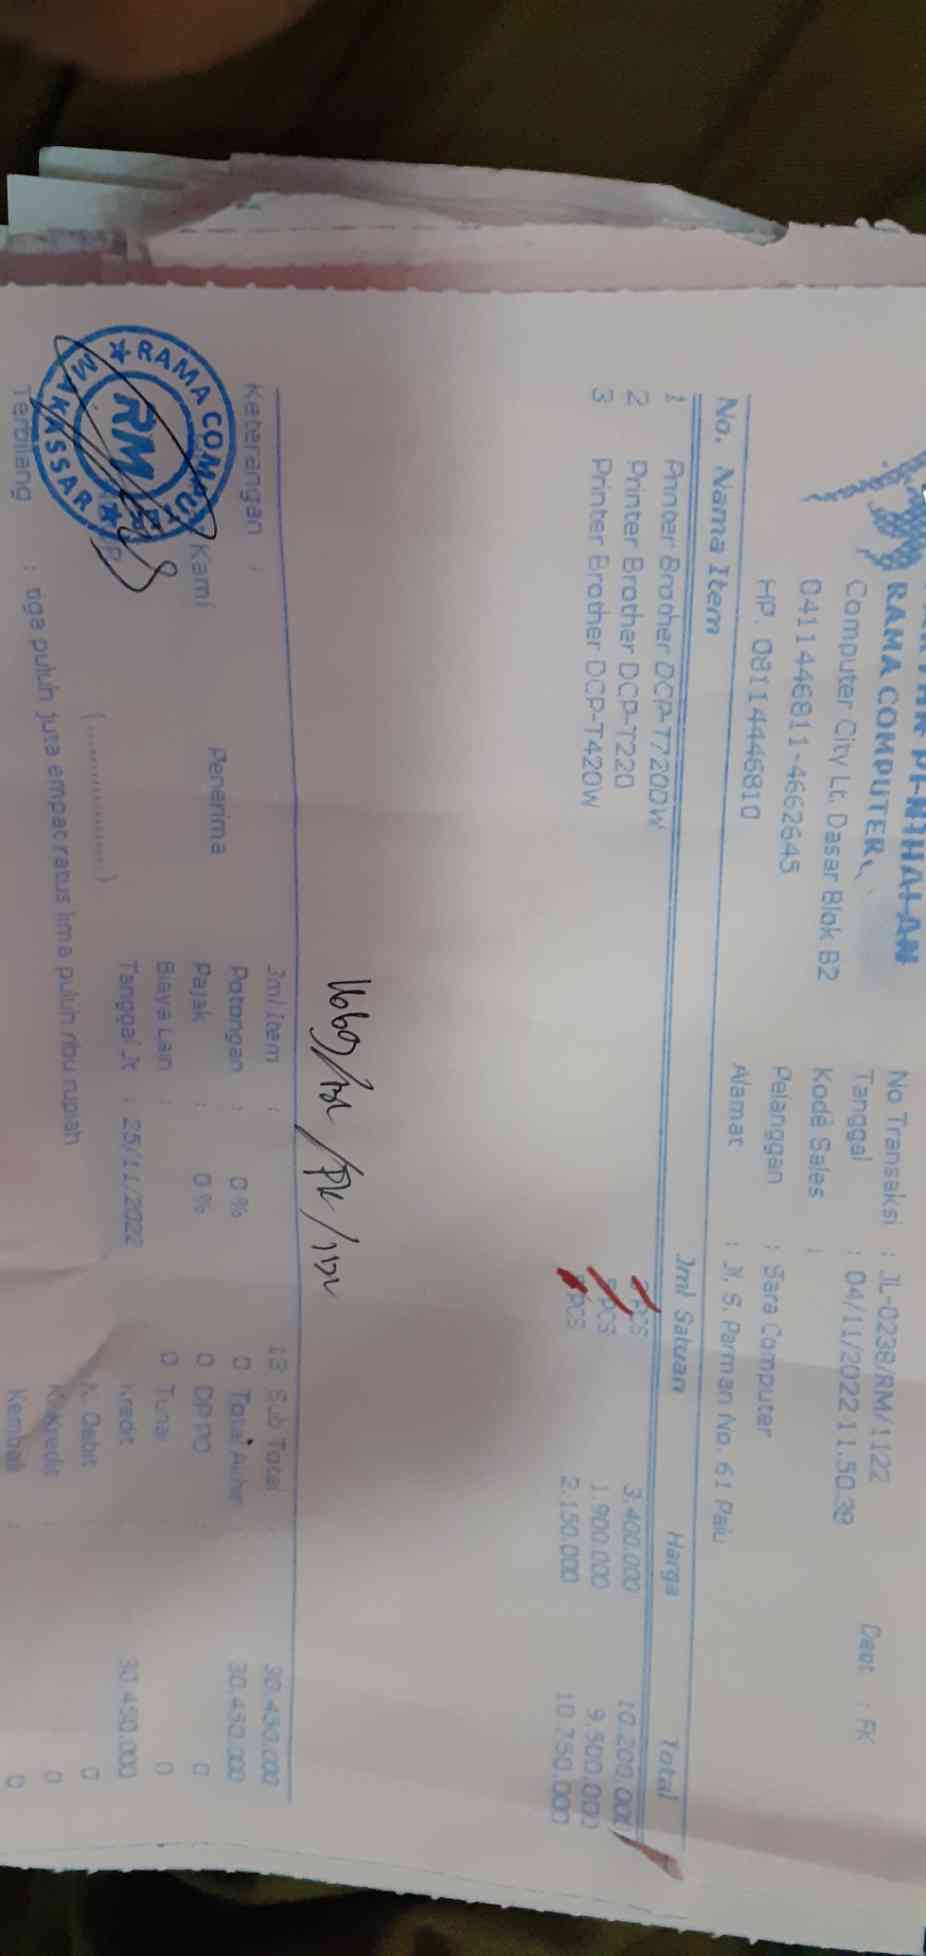 RAMA COMPUTER
Computer City Lt. Dasar Blok B2
0411446811-4662645
HP. 08114446810
No Transaksi : JL-0238/RM/1122
Tanggal : 04/11/2022 11.50.39
Dept : FK
Kode Sales :
Pelanggan : Sara Computer
Alamat : Jl. S. Parman No. 61 Palu
No. Nama Item Jml Satuan Harga Total
1 Printer Brother DCP-T720DW PCS 3.400.000 10.200.000
2 Printer Brother DCP-T220 PCS 1.900.000 9.500.000
3 Printer Brother DCP-T420W PCS 2.150.000 10.750.000
Keterangan :
Jml Item : 13 Sub Total : 30.450.000
Potongan : 0% 0 Total Akhir : 30.450.000
Pajak : 0% 0 DP PO : 0
Biaya Lain : 0 Tunai : 0
Tanggal Jt : 25/11/2022 Kredit : 30.450.000
K. Debit : 0
K. Kredit : 0
Kembali : 0
Kami
Penerima
(....................)
RAMA COMPUTER
RM
MAKASSAR
Terbilang : tiga puluh juta empat ratus lima puluh ribu rupiah